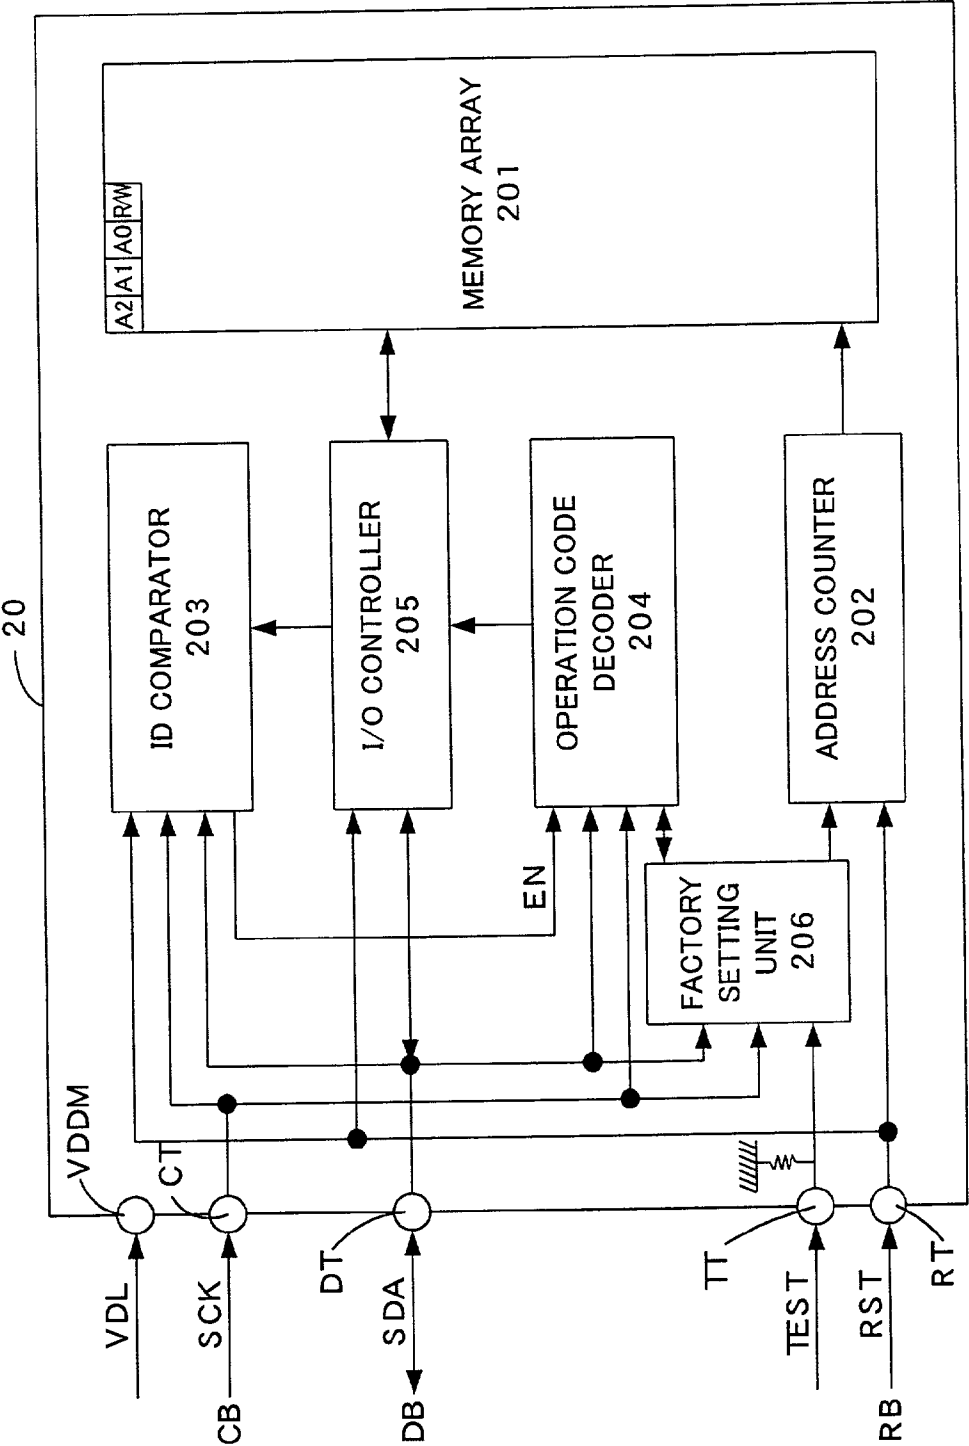 20
A2 A1 A0 R/W
MEMORY ARRAY
201
ID COMPARATOR
203
I/O CONTROLLER
205
OPERATION CODE
DECODER
204
ADDRESS COUNTER
202
EN
FACTORY
SETTING
UNIT
206
VDDM
CT
DT
TT
RT
VDL
SCK
SDA
TEST
RST
CB
DB
RB